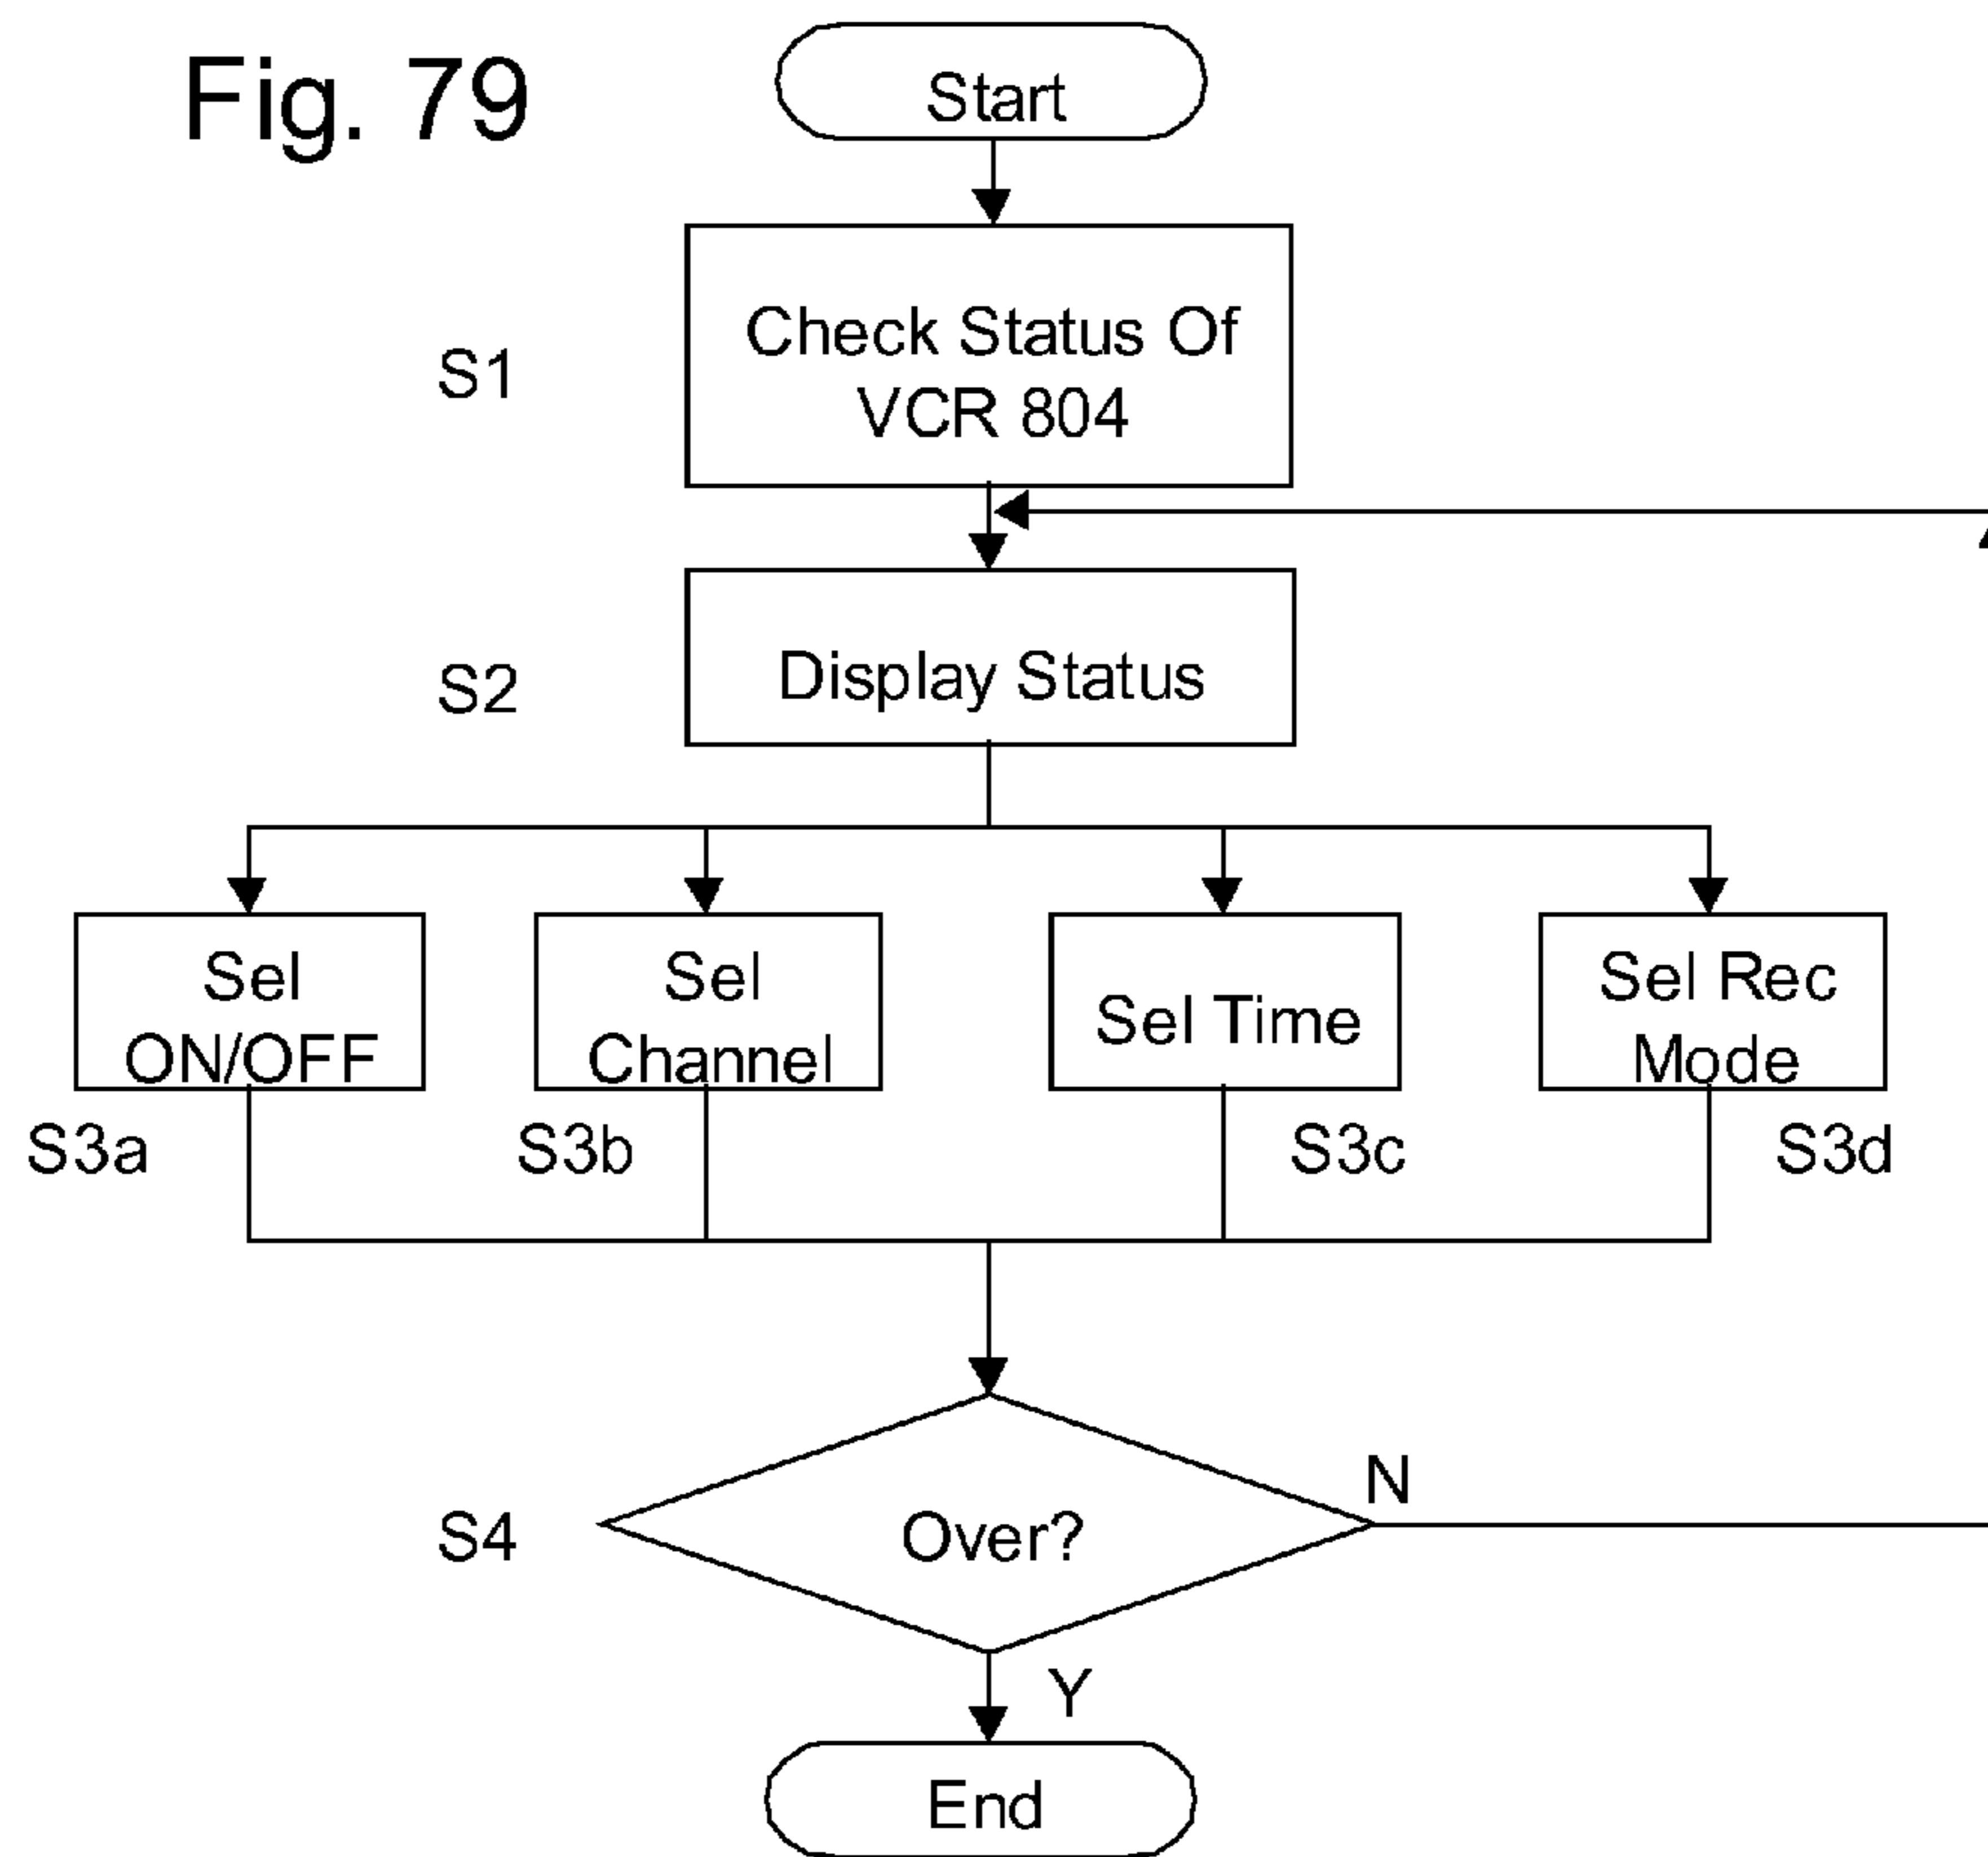 Fig. 79
Start
S1
Check Status Of
VCR 804
S2
Display Status
Sel
ON/OFF
Sel
Channel
Sel Time
Sel Rec
Mode
S3a
S3b
S3c
S3d
S4
Over?
N
Y
End